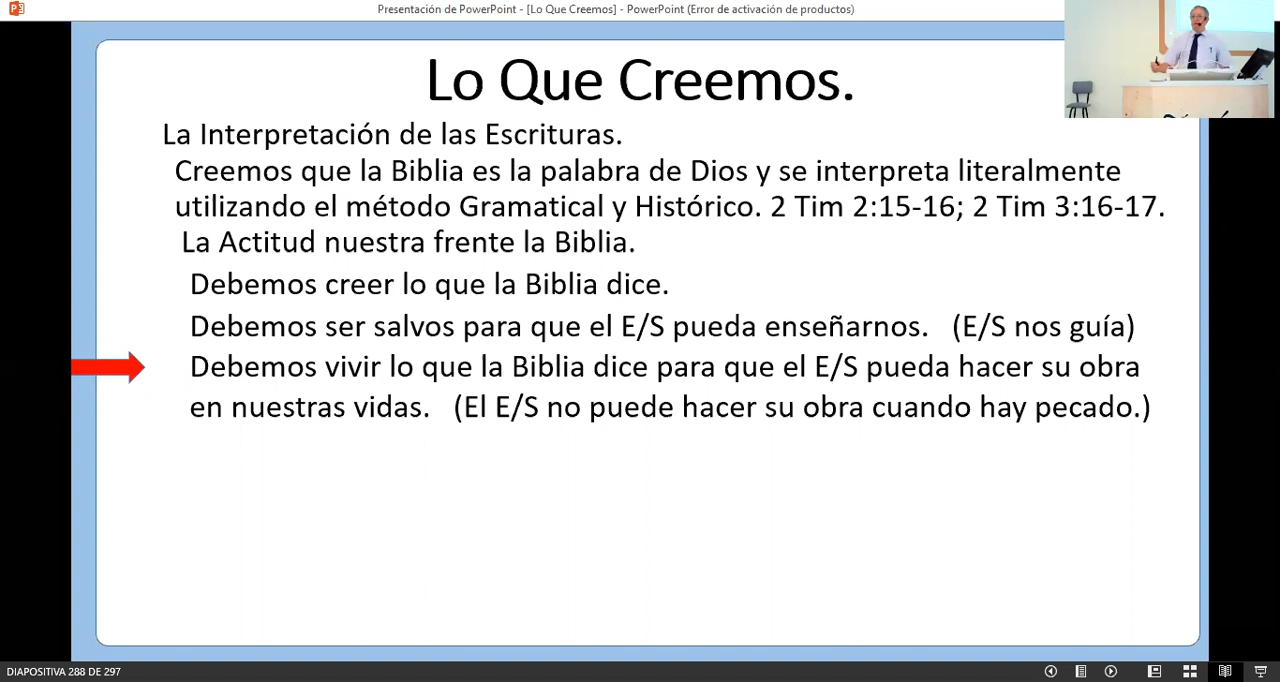 Presentación de PowerPoint - [Lo Que Creemos] - PowerPoint (Error de activación de productos)
Lo Que Creemos.
La Interpretación de las Escrituras.
Creemos que la Biblia es la palabra de Dios y se interpreta literalmente
utilizando el método Gramatical y Histórico. 2 Tim 2:15-16; 2 Tim 3:16-17.
La Actitud nuestra frente la Biblia.
Debemos creer lo que la Biblia dice.
Debemos ser salvos para que el E/S pueda enseñarnos. (E/S nos guía)
Debemos vivir lo que la Biblia dice para que el E/S pueda hacer su obra
en nuestras vidas. (El E/S no puede hacer su obra cuando hay pecado.)
DIAPOSITIVA 288 DE 297